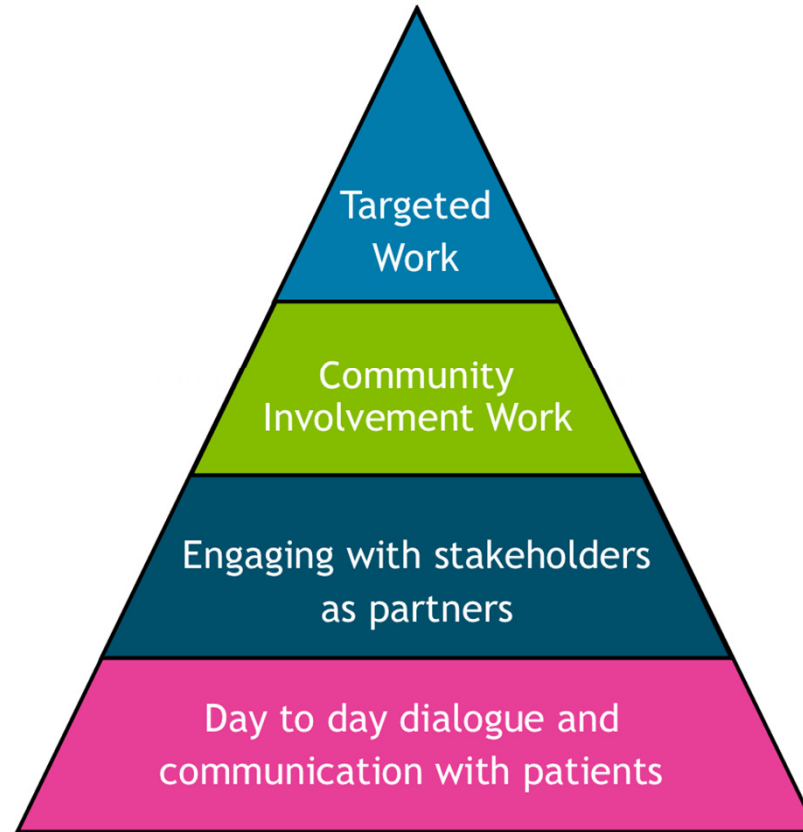 Targeted
Work
Community
Involvement Work
Engaging with stakeholders
as partners
Day to day dialogue and
communication with patients